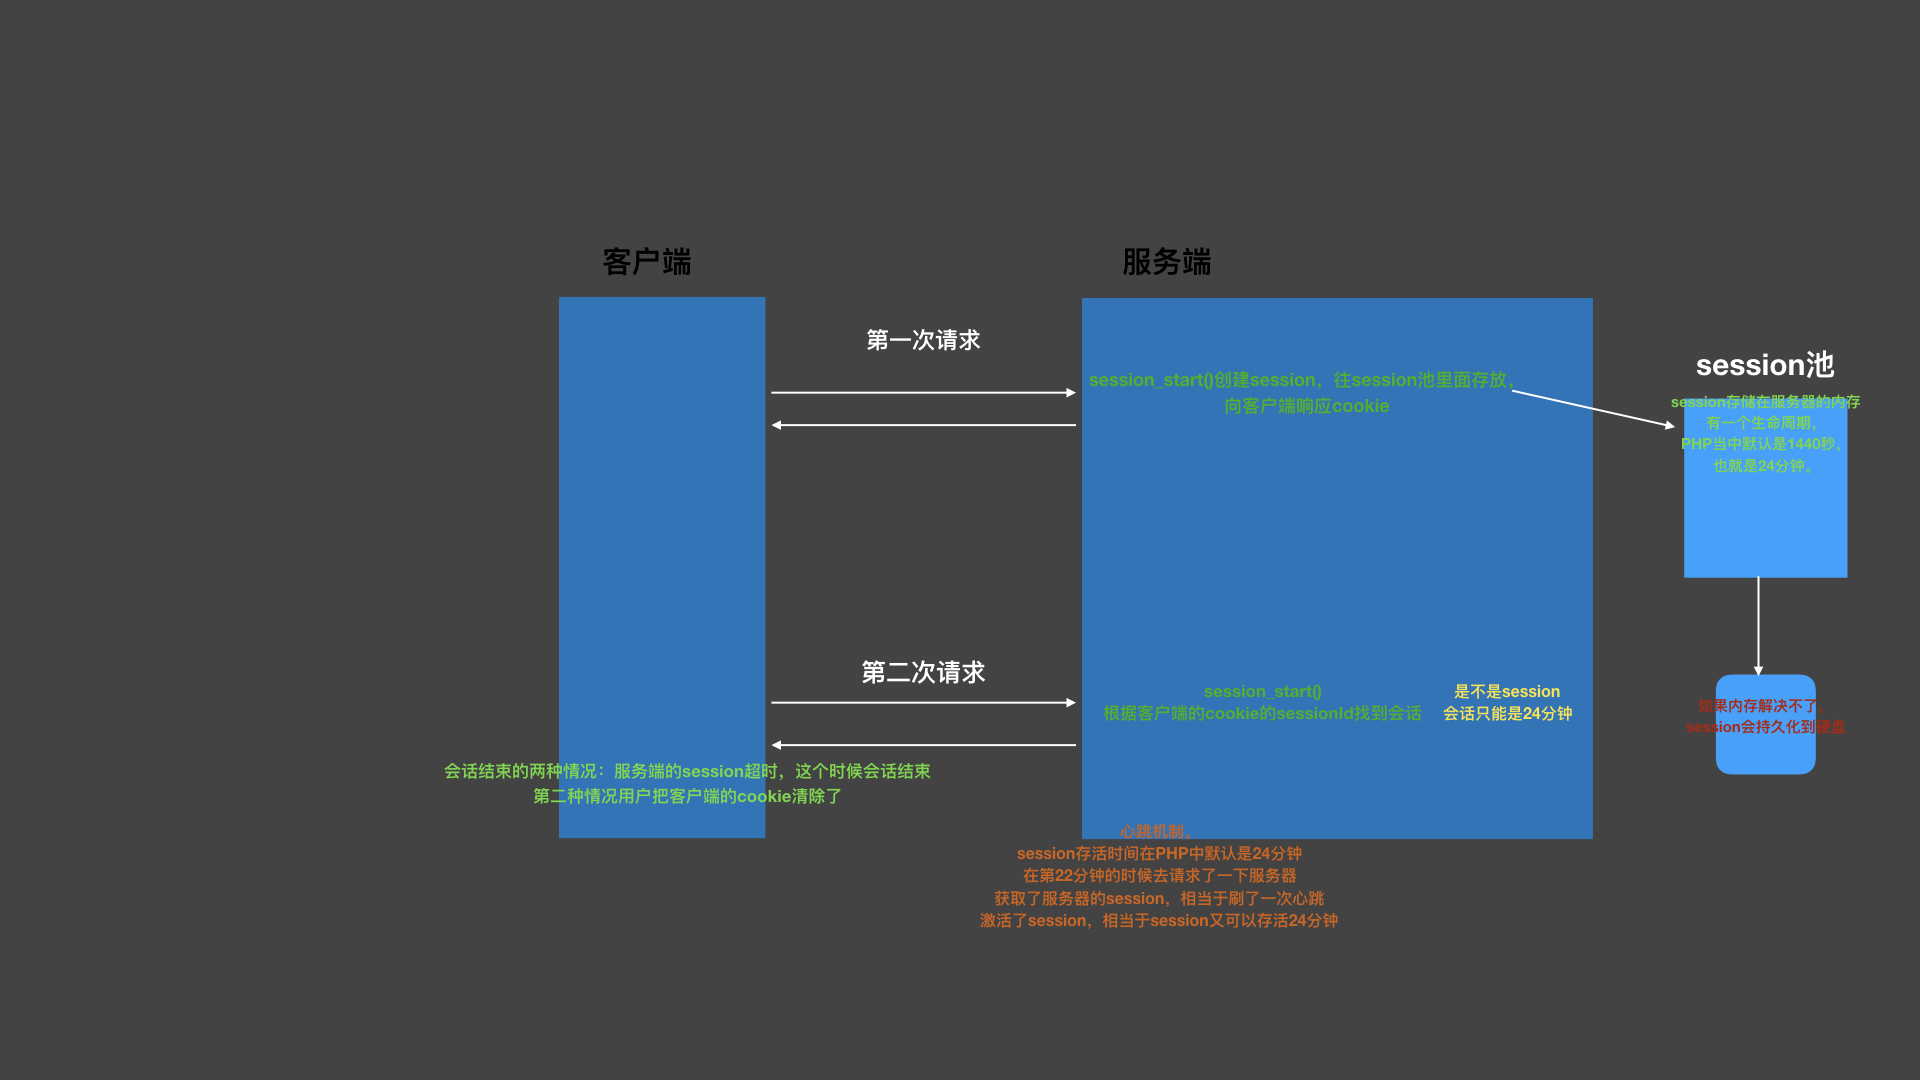 客户端
服务端
第一次请求
session_start()创建session，往session池里面存放，
向客户端响应cookie
session池
session存储在服务器的内存
有一个生命周期，
PHP当中默认是1440秒，
也就是24分钟。
第二次请求
session_start()
根据客户端的cookie的sessionId找到会话
是不是session
会话只能是24分钟
如果内存解决不了，
session会持久化到硬盘
会话结束的两种情况：服务端的session超时，这个时候会话结束
第二种情况用户把客户端的cookie清除了
心跳机制。
session存活时间在PHP中默认是24分钟
在第22分钟的时候去请求了一下服务器
获取了服务器的session，相当于刷了一次心跳
激活了session，相当于session又可以存活24分钟